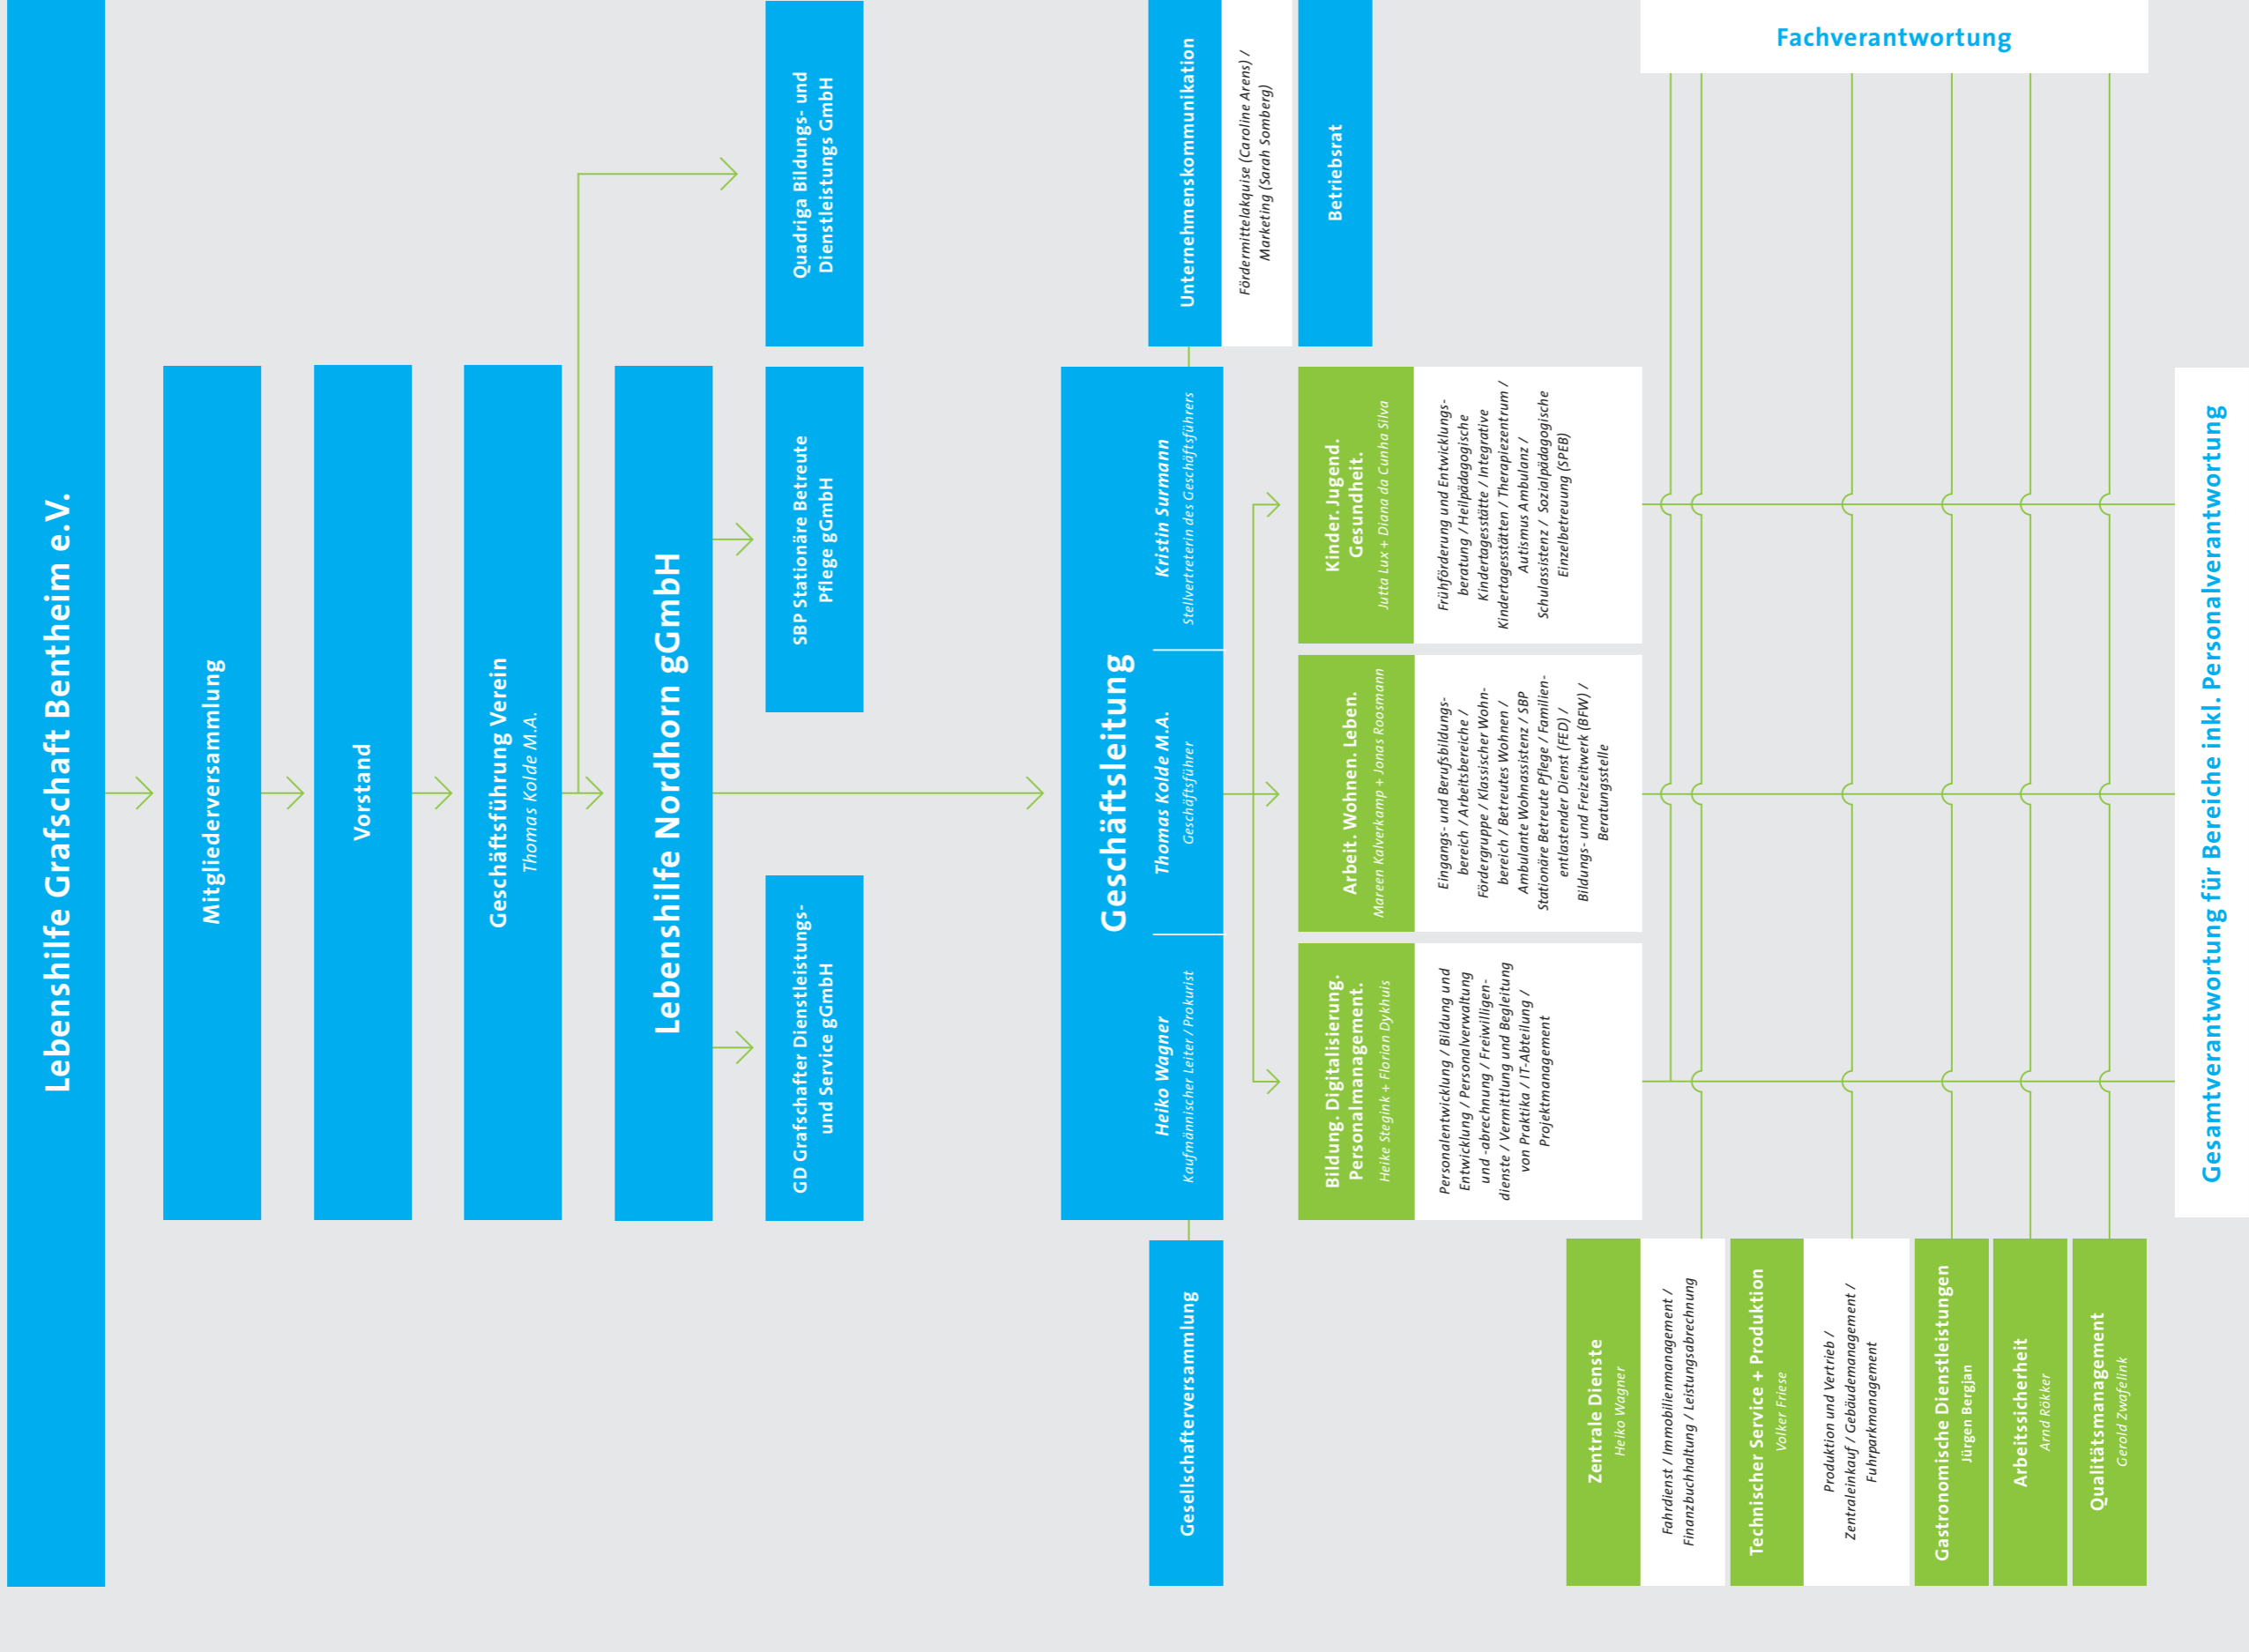 Lebenshilfe Grafschaft Bentheim e.V.
Mitgliederversammlung
Vorstand
Geschäftsführung Verein
Thomas Kolde M.A.
Lebenshilfe Nordhorn gGmbH
GD Grafschafter Dienstleistungs-
und Service gGmbH
SBP Stationäre Betreute
Pflege gGmbH
Quadriga Bildungs- und
Dienstleistungs GmbH
Geschäftsleitung
Heiko Wagner
Kaufmännischer Leiter / Prokurist
Thomas Kolde M.A.
Geschäftsführer
Kristin Surmann
Stellvertreterin des Geschäftsführers
Gesellschafterversammlung
Unternehmenskommunikation
Fördermittelakquise (Caroline Arens) /
Marketing (Sarah Somberg)
Betriebsrat
Bildung. Digitalisierung.
Personalmanagement.
Heike Stegink + Florian Dykhuis
Personalentwicklung / Bildung und
Entwicklung / Personalverwaltung
und -abrechnung / Freiwilligen-
dienste / Vermittlung und Begleitung
von Praktika / IT-Abteilung /
Projektmanagement
Arbeit. Wohnen. Leben.
Mareen Kalverkamp + Jonas Roosmann
Eingangs- und Berufsbildungs-
bereich / Arbeitsbereiche /
Fördergruppe / Klassischer Wohn-
bereich / Betreutes Wohnen /
Ambulante Wohnassistenz / SBP
Stationäre Betreute Pflege / Familien-
entlastender Dienst (FED) /
Bildungs- und Freizeitwerk (BFW) /
Beratungsstelle
Kinder. Jugend.
Gesundheit.
Jutta Lux + Diana da Cunha Silva
Frühförderung und Entwicklungs-
beratung / Heilpädagogische
Kindertagesstätte / Integrative
Kindertagesstätten / Therapiezentrum /
Autismus Ambulanz /
Schulassistenz / Sozialpädagogische
Einzelbetreuung (SPEB)
Zentrale Dienste
Heiko Wagner
Fahrdienst / Immobilienmanagement /
Finanzbuchhaltung / Leistungsabrechnung
Technischer Service + Produktion
Volker Friese
Produktion und Vertrieb /
Zentraleinkauf / Gebäudemanagement /
Fuhrparkmanagement
Gastronomische Dienstleistungen
Jürgen Bergjan
Arbeitssicherheit
Arnd Rökker
Qualitätsmanagement
Gerold Zwafelink
Fachverantwortung
Gesamtverantwortung für Bereiche inkl. Personalverantwortung